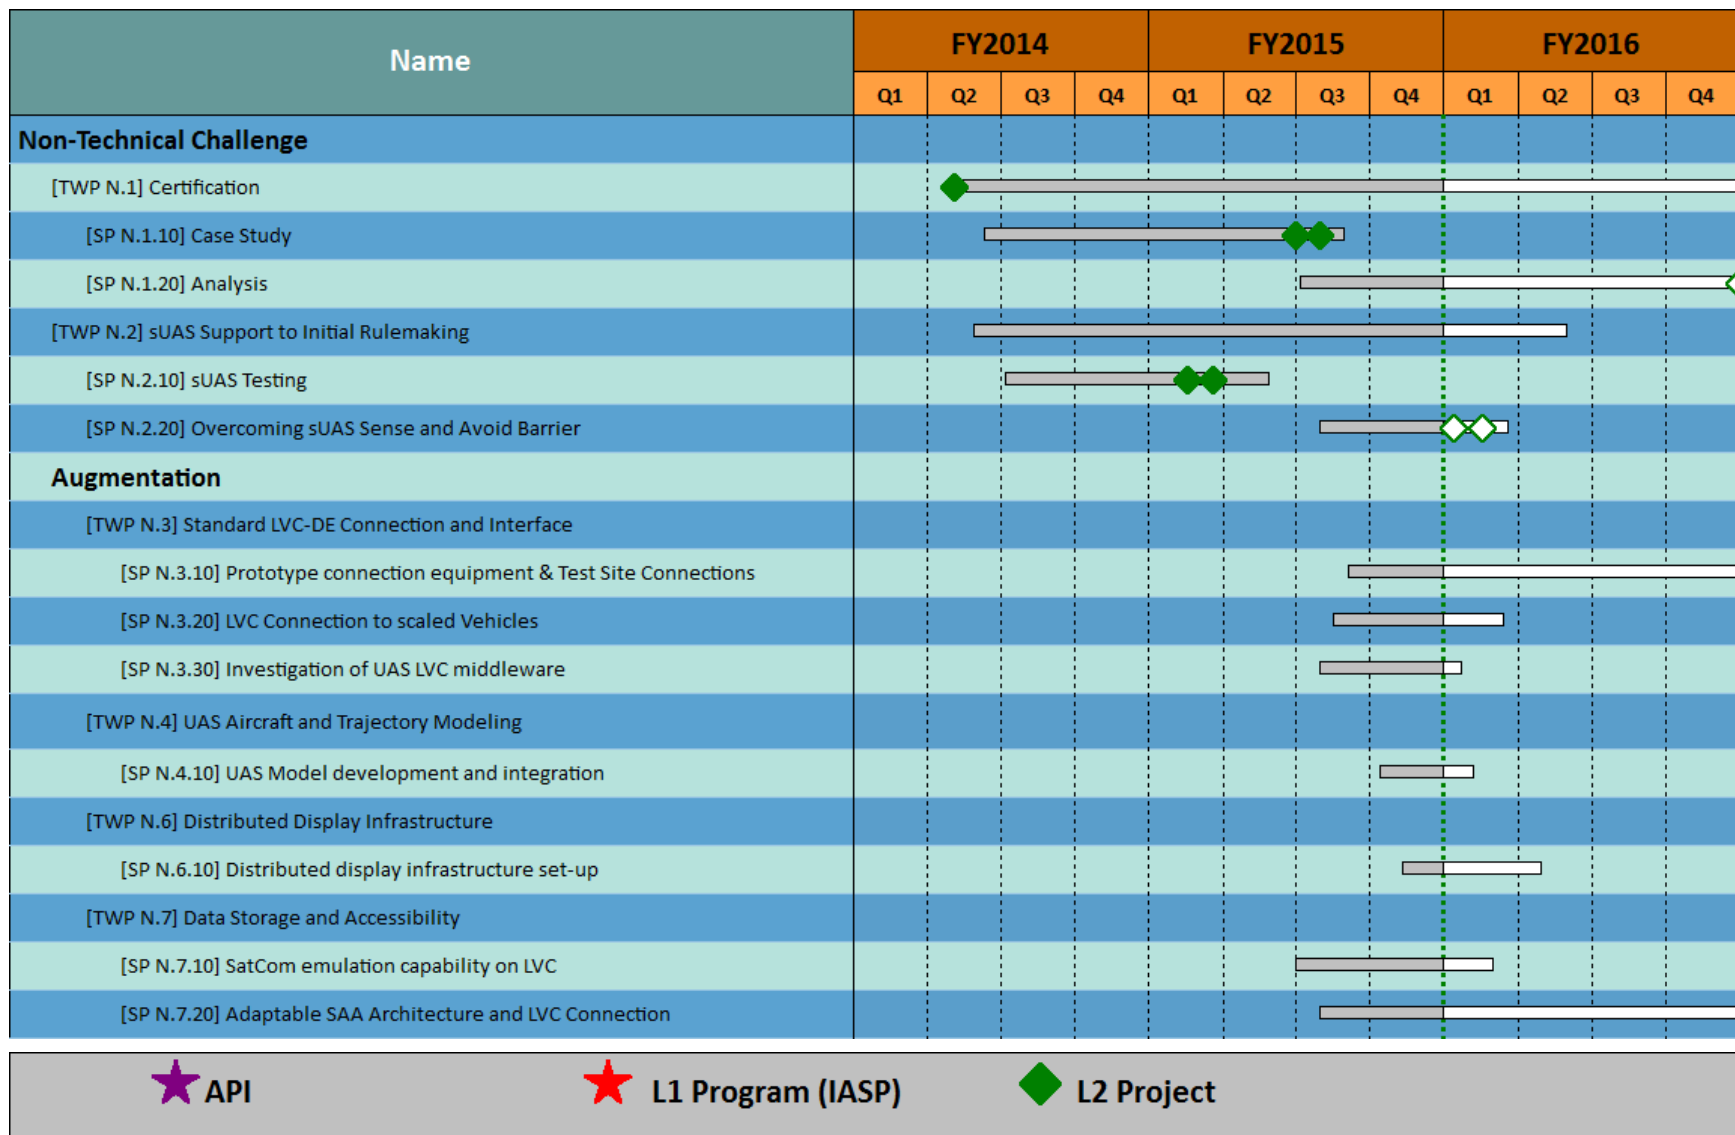 Name
FY2014 FY2015 FY2016
Q1 Q2 Q3 Q4 Q1 Q2 Q3 Q4 Q1 Q2 Q3 Q4
Non-Technical Challenge
[TWP N.1] Certification
[SP N.1.10] Case Study
[SP N.1.20] Analysis
[TWP N.2] sUAS Support to Initial Rulemaking
[SP N.2.10] sUAS Testing
[SP N.2.20] Overcoming sUAS Sense and Avoid Barrier
Augmentation
[TWP N.3] Standard LVC-DE Connection and Interface
[SP N.3.10] Prototype connection equipment & Test Site Connections
[SP N.3.20] LVC Connection to scaled Vehicles
[SP N.3.30] Investigation of UAS LVC middleware
[TWP N.4] UAS Aircraft and Trajectory Modeling
[SP N.4.10] UAS Model development and integration
[TWP N.6] Distributed Display Infrastructure
[SP N.6.10] Distributed display infrastructure set-up
[TWP N.7] Data Storage and Accessibility
[SP N.7.10] SatCom emulation capability on LVC
[SP N.7.20] Adaptable SAA Architecture and LVC Connection
API L1 Program (IASP) L2 Project